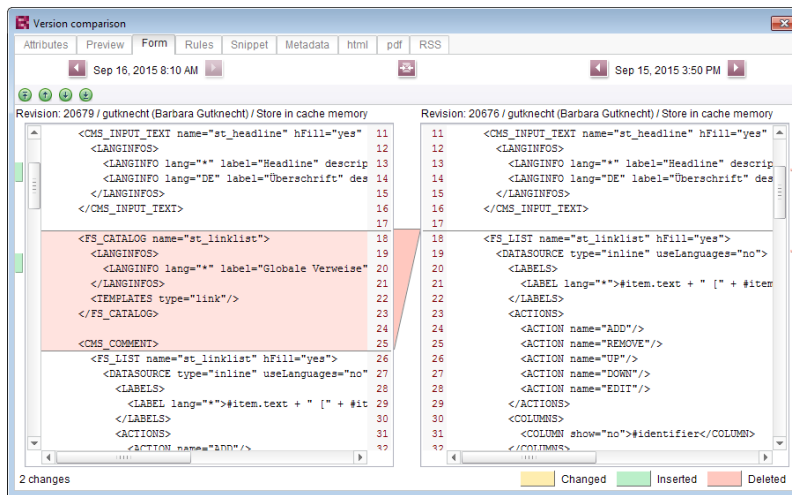 Version comparison
Attributes Preview Form Rules Snippet Metadata html pdf RSS
Sep 16, 2015 8:10 AM Sep 15, 2015 3:50 PM
Revision: 20679 / gutknecht (Barbara Gutknecht) / Store in cache memory
<CMS_INPUT_TEXT name="st_headline" hFill="yes" 11
<LANGINFOS> 12
<LANGINFO lang="*" label="Headline" descrip 13
<LANGINFO lang="DE" label="Überschrift" des 14
</LANGINFOS> 15
</CMS_INPUT_TEXT> 16
17
<FS_CATALOG name="st_linklist"> 18
<LANGINFOS> 19
<LANGINFO lang="*" label="Globale Verweise" 20
</LANGINFOS> 21
<TEMPLATES type="link"/> 22
</FS_CATALOG> 23
24
<CMS_COMMENT> 25
<FS_LIST name="st_linklist" hFill="yes"> 26
<DATASOURCE type="inline" useLanguages="no" 27
<LABELS> 28
<LABEL lang="*">#item.text + " [" + #it 29
</LABELS> 30
<ACTIONS> 31
<ACTION name="ADD"/> 32
Revision: 20676 / gutknecht (Barbara Gutknecht) / Store in cache memory
11 <CMS_INPUT_TEXT name="st_headline" hFill="yes"
12 <LANGINFOS>
13 <LANGINFO lang="*" label="Headline" descrip
14 <LANGINFO lang="DE" label="Überschrift" des
15 </LANGINFOS>
16 </CMS_INPUT_TEXT>
17
18 <FS_LIST name="st_linklist" hFill="yes">
19 <DATASOURCE type="inline" useLanguages="no">
20 <LABELS>
21 <LABEL lang="*">#item.text + " [" + #item
22 </LABELS>
23 <ACTIONS>
24 <ACTION name="ADD"/>
25 <ACTION name="REMOVE"/>
26 <ACTION name="UP"/>
27 <ACTION name="DOWN"/>
28 <ACTION name="EDIT"/>
29 </ACTIONS>
30 <COLUMNS>
31 <COLUMN show="no">#identifier</COLUMN>
32 </COLUMNS>
2 changes Changed Inserted Deleted